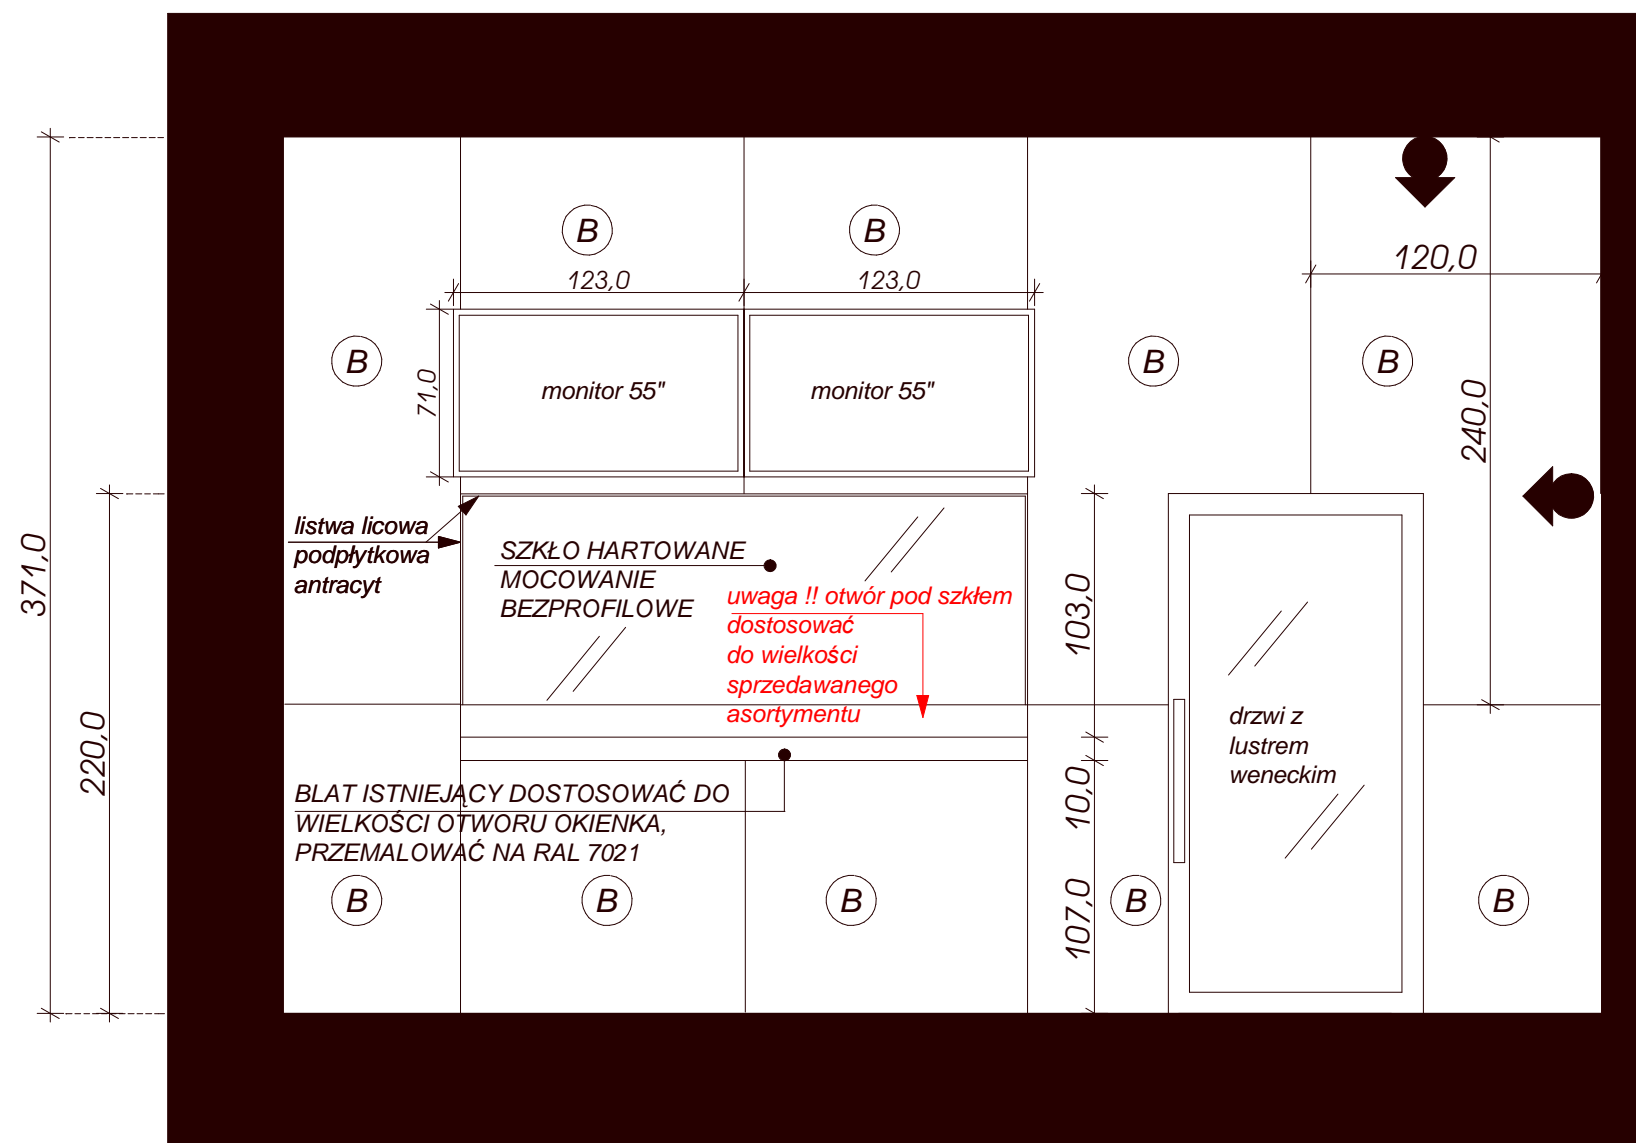 B
B
123,0
123,0
120,0
B
B
B
71,0
monitor 55"
monitor 55"
240,0
371,0
220,0
listwa licowa
podpłytkowa
antracyt
SZKŁO HARTOWANE
MOCOWANIE
BEZPROFILOWE
uwaga !! otwór pod szkłem
dostosować
do wielkości
sprzedawanego
asortymentu
103,0
drzwi z
lustrem
weneckim
BLAT ISTNIEJĄCY DOSTOSOWAĆ DO
WIELKOŚCI OTWORU OKIENKA,
PRZEMALOWAĆ NA RAL 7021
10,0
107,0
B
B
B
B
B